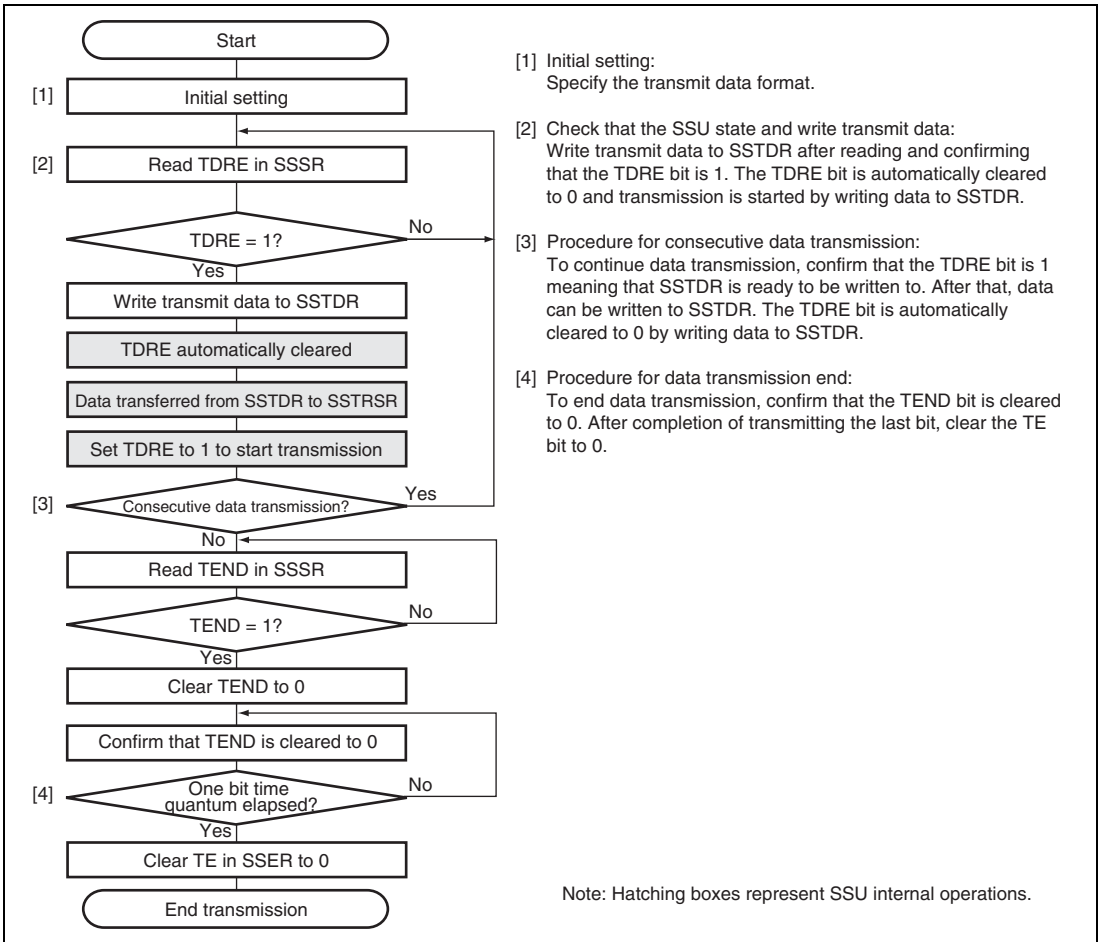 Start
[1] Initial setting
[2] Read TDRE in SSSR
TDRE = 1?
No
Yes
Write transmit data to SSTDR
TDRE automatically cleared
Data transferred from SSTDR to SSTRSR
Set TDRE to 1 to start transmission
[3] Consecutive data transmission?
Yes
No
Read TEND in SSSR
TEND = 1?
No
Yes
Clear TEND to 0
Confirm that TEND is cleared to 0
[4] One bit time
quantum elapsed?
No
Yes
Clear TE in SSER to 0
End transmission
[1] Initial setting:
Specify the transmit data format.
[2] Check that the SSU state and write transmit data:
Write transmit data to SSTDR after reading and confirming
that the TDRE bit is 1. The TDRE bit is automatically cleared
to 0 and transmission is started by writing data to SSTDR.
[3] Procedure for consecutive data transmission:
To continue data transmission, confirm that the TDRE bit is 1
meaning that SSTDR is ready to be written to. After that, data
can be written to SSTDR. The TDRE bit is automatically
cleared to 0 by writing data to SSTDR.
[4] Procedure for data transmission end:
To end data transmission, confirm that the TEND bit is cleared
to 0. After completion of transmitting the last bit, clear the TE
bit to 0.
Note: Hatching boxes represent SSU internal operations.